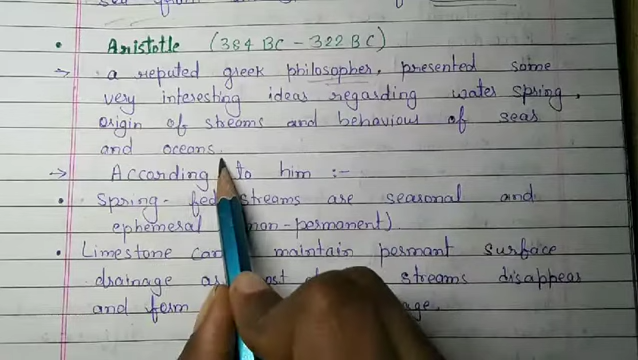 • Aristotle (384 BC - 322 BC)
→ a reputed greek philosopher, presented some
very interesting ideas regarding water spring,
origin of streams and behaviour of seas
and oceans.
→ According to him :-
• Spring-fed streams are seasonal and
ephemeral non-permanent).
• Limestone can maintain permant surface
drainage as streams disappear
and form